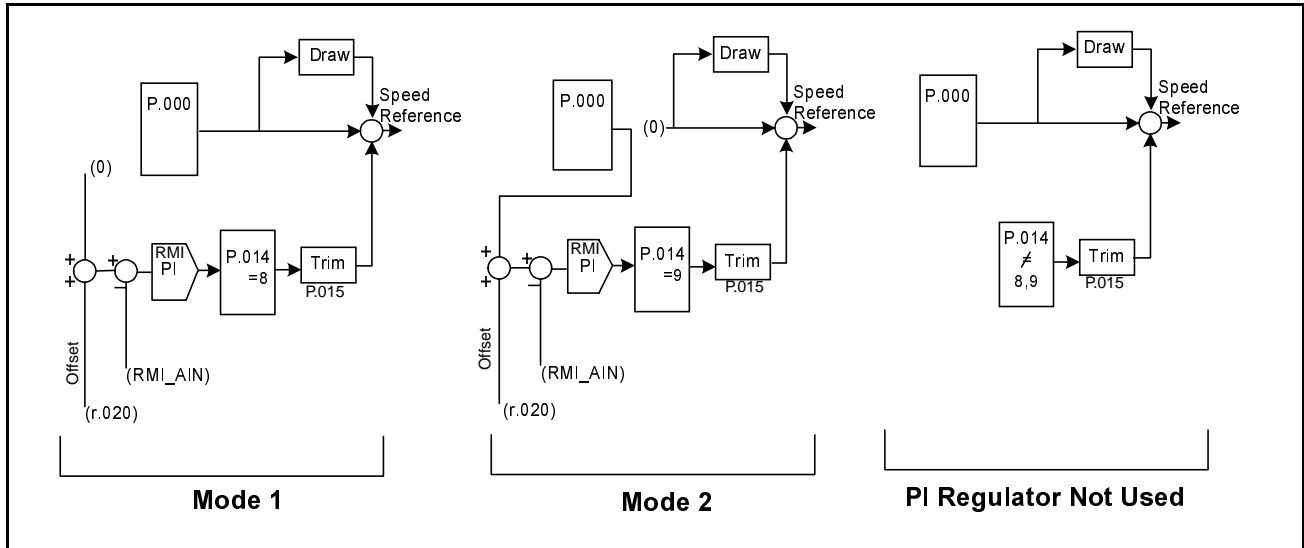 Draw
P.000
Speed
Reference
(0)
+
+
+
–
RMI
PI
P.014
=8
Trim
P.015
Offset
(RMI_AIN)
(r.020)
Mode 1
Draw
P.000
Speed
Reference
(0)
+
+
+
–
RMI
PI
P.014
=9
Trim
P.015
Offset
(RMI_AIN)
(r.020)
Mode 2
Draw
P.000
Speed
Reference
P.014
≠
8,9
Trim
P.015
PI Regulator Not Used